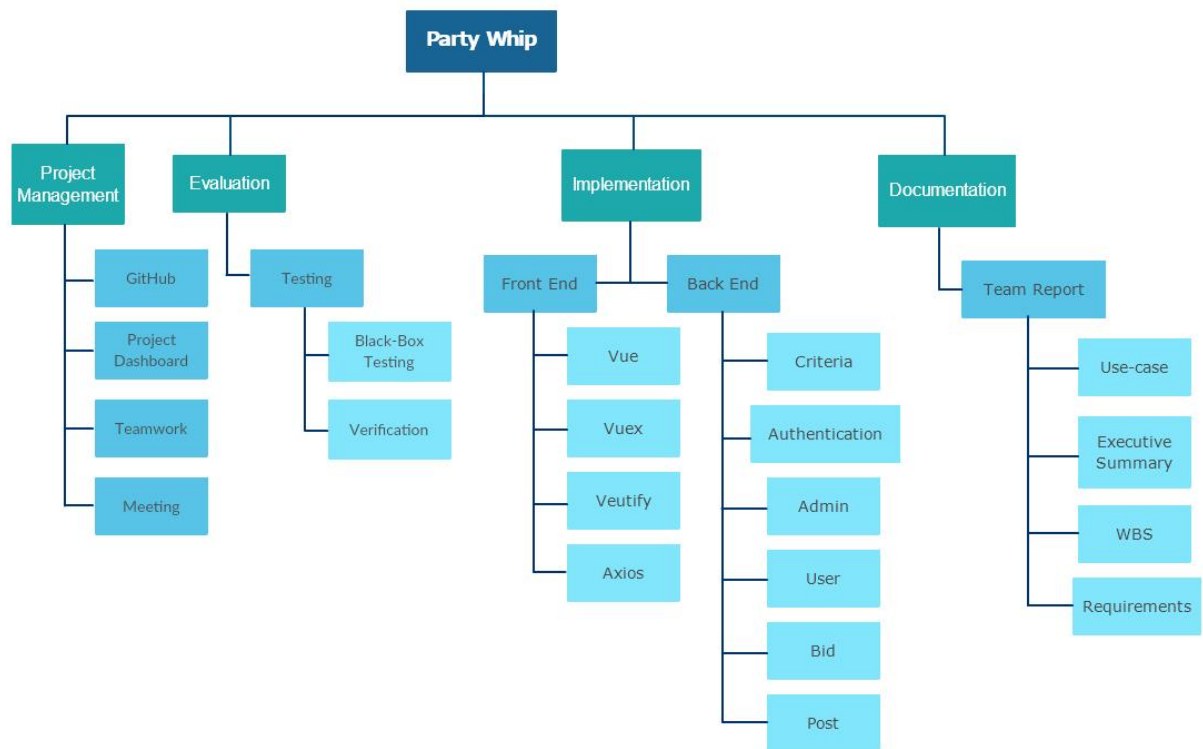 Party Whip
Project
Management
Evaluation
Implementation
Documentation
GitHub
Project
Dashboard
Teamwork
Meeting
Testing
Black-Box
Testing
Verification
Front End
Vue
Vuex
Veutify
Axios
Back End
Criteria
Authentication
Admin
User
Bid
Post
Team Report
Use-case
Executive
Summary
WBS
Requirements